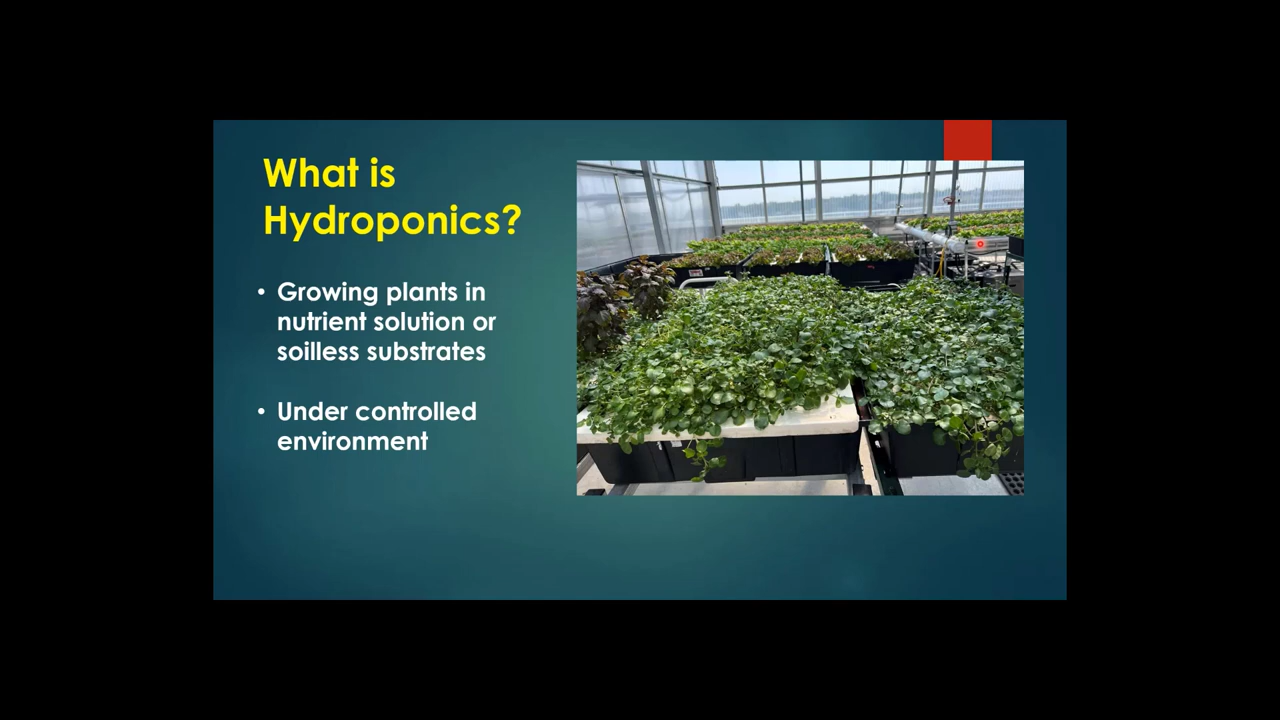 What is
Hydroponics?
• Growing plants in
nutrient solution or
soilless substrates
• Under controlled
environment